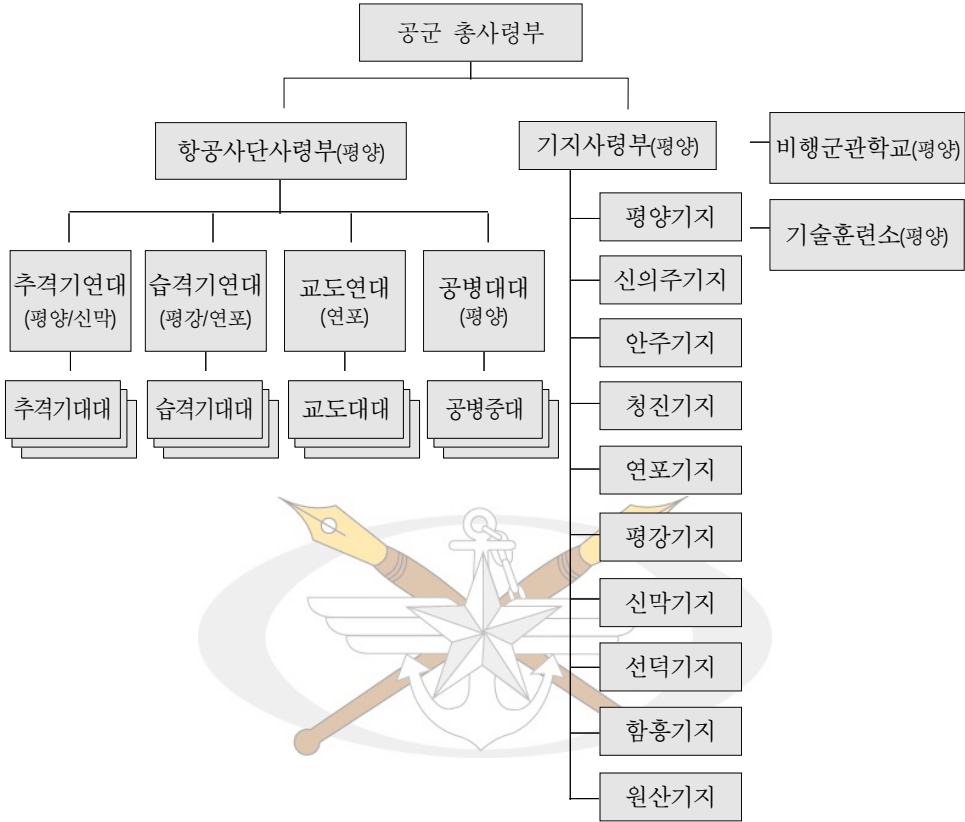 공군 총사령부
항공사단사령부(평양)
기지사령부(평양)
비행군관학교(평양)
기술훈련소(평양)
추격기연대
(평양/신막)
습격기연대
(평강/연포)
교도연대
(연포)
공병대대
(평양)
추격기대대
습격기대대
교도대대
공병중대
평양기지
신의주기지
안주기지
청진기지
연포기지
평강기지
신막기지
선덕기지
함흥기지
원산기지